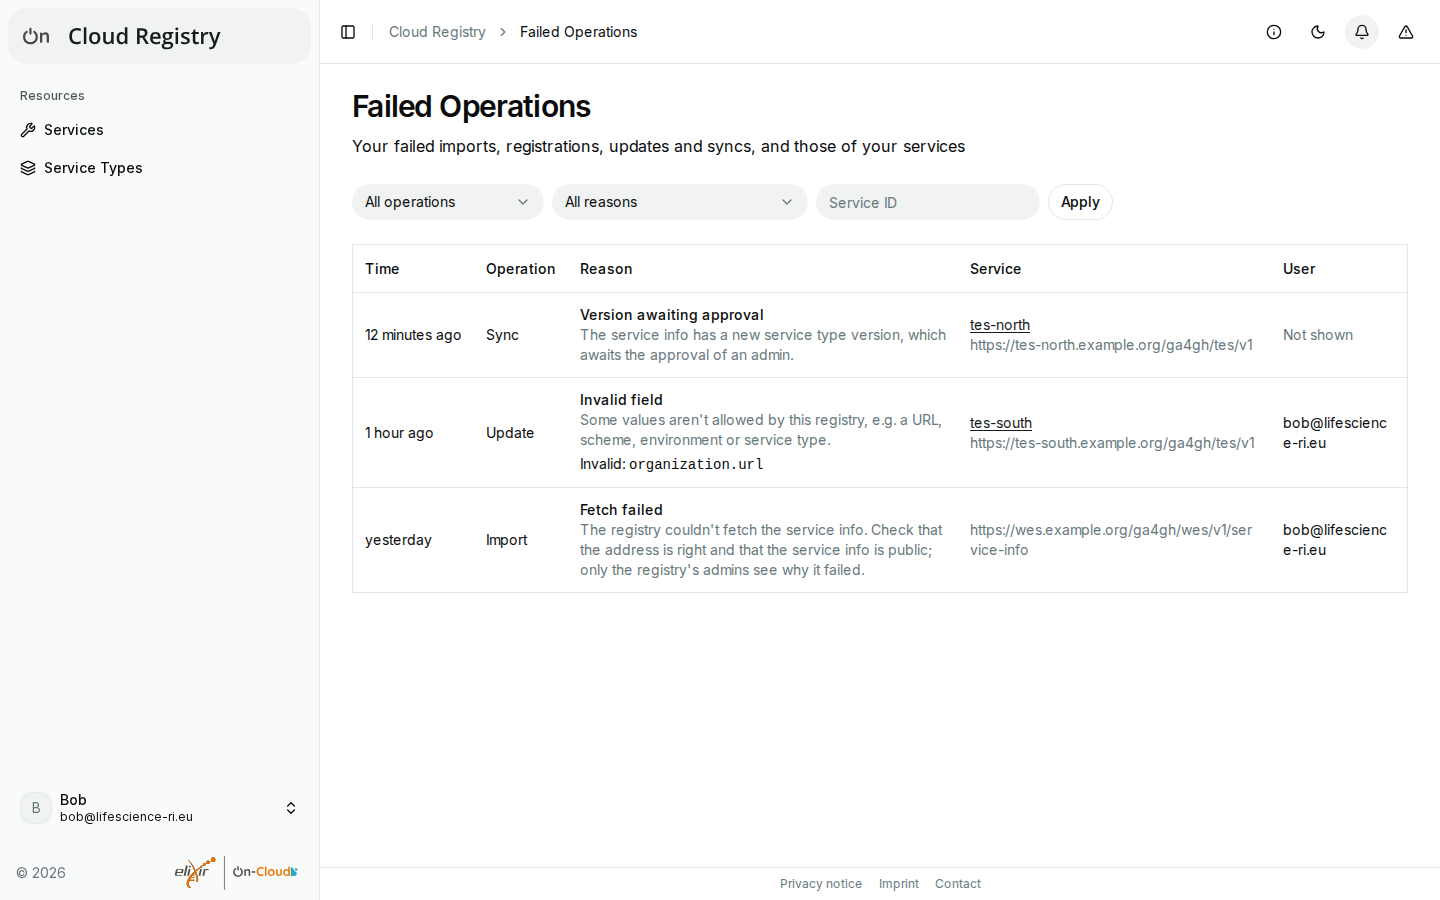 On Cloud Registry
Cloud Registry > Failed Operations
Resources
Services
Service Types
Failed Operations
Your failed imports, registrations, updates and syncs, and those of your services
All operations
All reasons
Service ID
Apply
Time Operation Reason Service User
12 minutes ago
Sync
Version awaiting approval
The service info has a new service type version, which
awaits the approval of an admin.
tes-north
https://tes-north.example.org/ga4gh/tes/v1
Not shown
1 hour ago
Update
Invalid field
Some values aren't allowed by this registry, e.g. a URL,
scheme, environment or service type.
Invalid: organization.url
tes-south
https://tes-south.example.org/ga4gh/tes/v1
bob@lifescienc
e-ri.eu
yesterday
Import
Fetch failed
The registry couldn't fetch the service info. Check that
the address is right and that the service info is public;
only the registry's admins see why it failed.
https://wes.example.org/ga4gh/wes/v1/ser
vice-info
bob@lifescienc
e-ri.eu
B
Bob
bob@lifescience-ri.eu
© 2026
elixir
On-Cloud
Privacy notice
Imprint
Contact